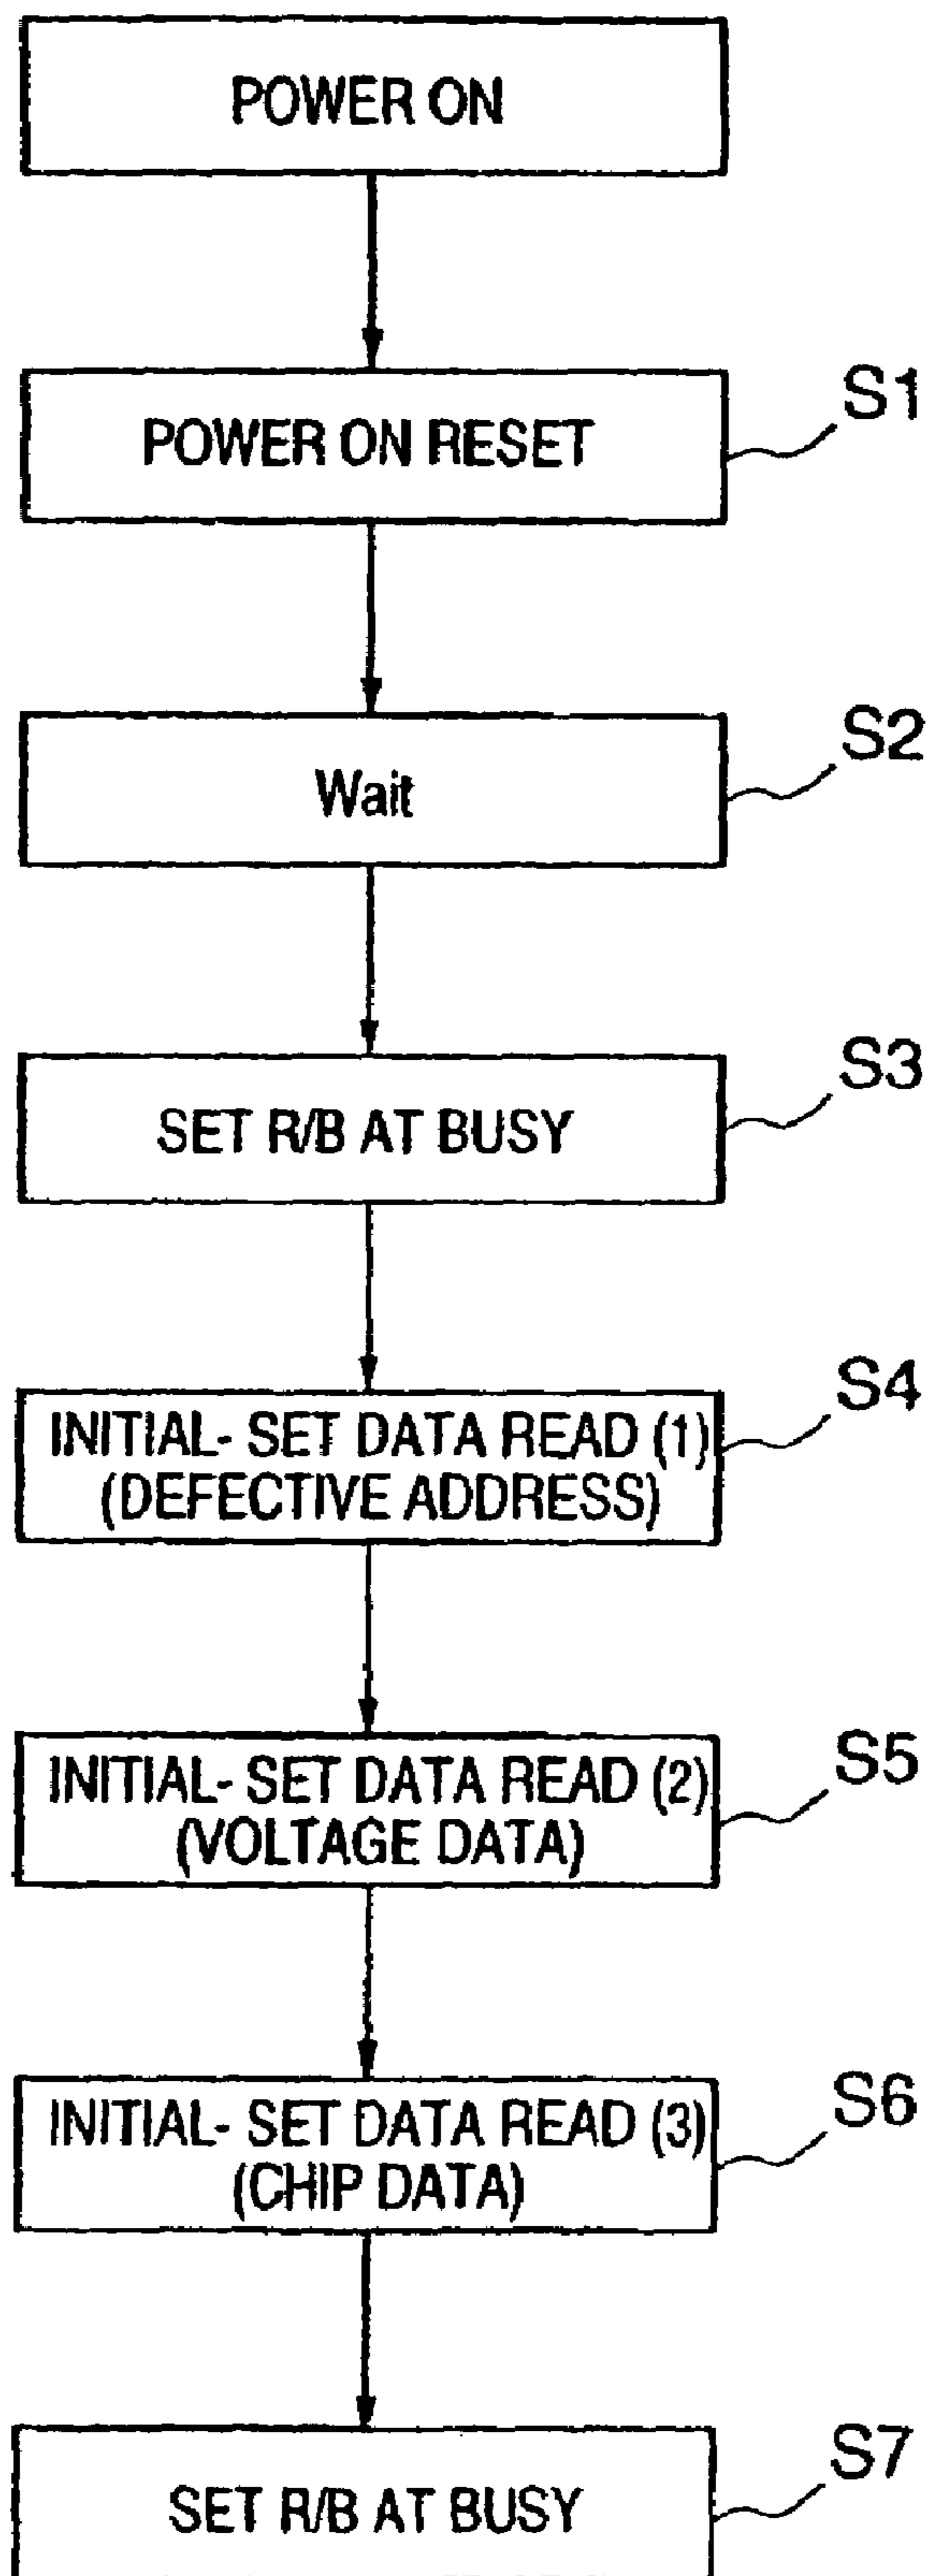 POWER ON
POWER ON RESET
S1
Wait
S2
SET R/B AT BUSY
S3
INITIAL- SET DATA READ (1)
(DEFECTIVE ADDRESS)
S4
INITIAL- SET DATA READ (2)
(VOLTAGE DATA)
S5
INITIAL- SET DATA READ (3)
(CHIP DATA)
S6
SET R/B AT BUSY
S7